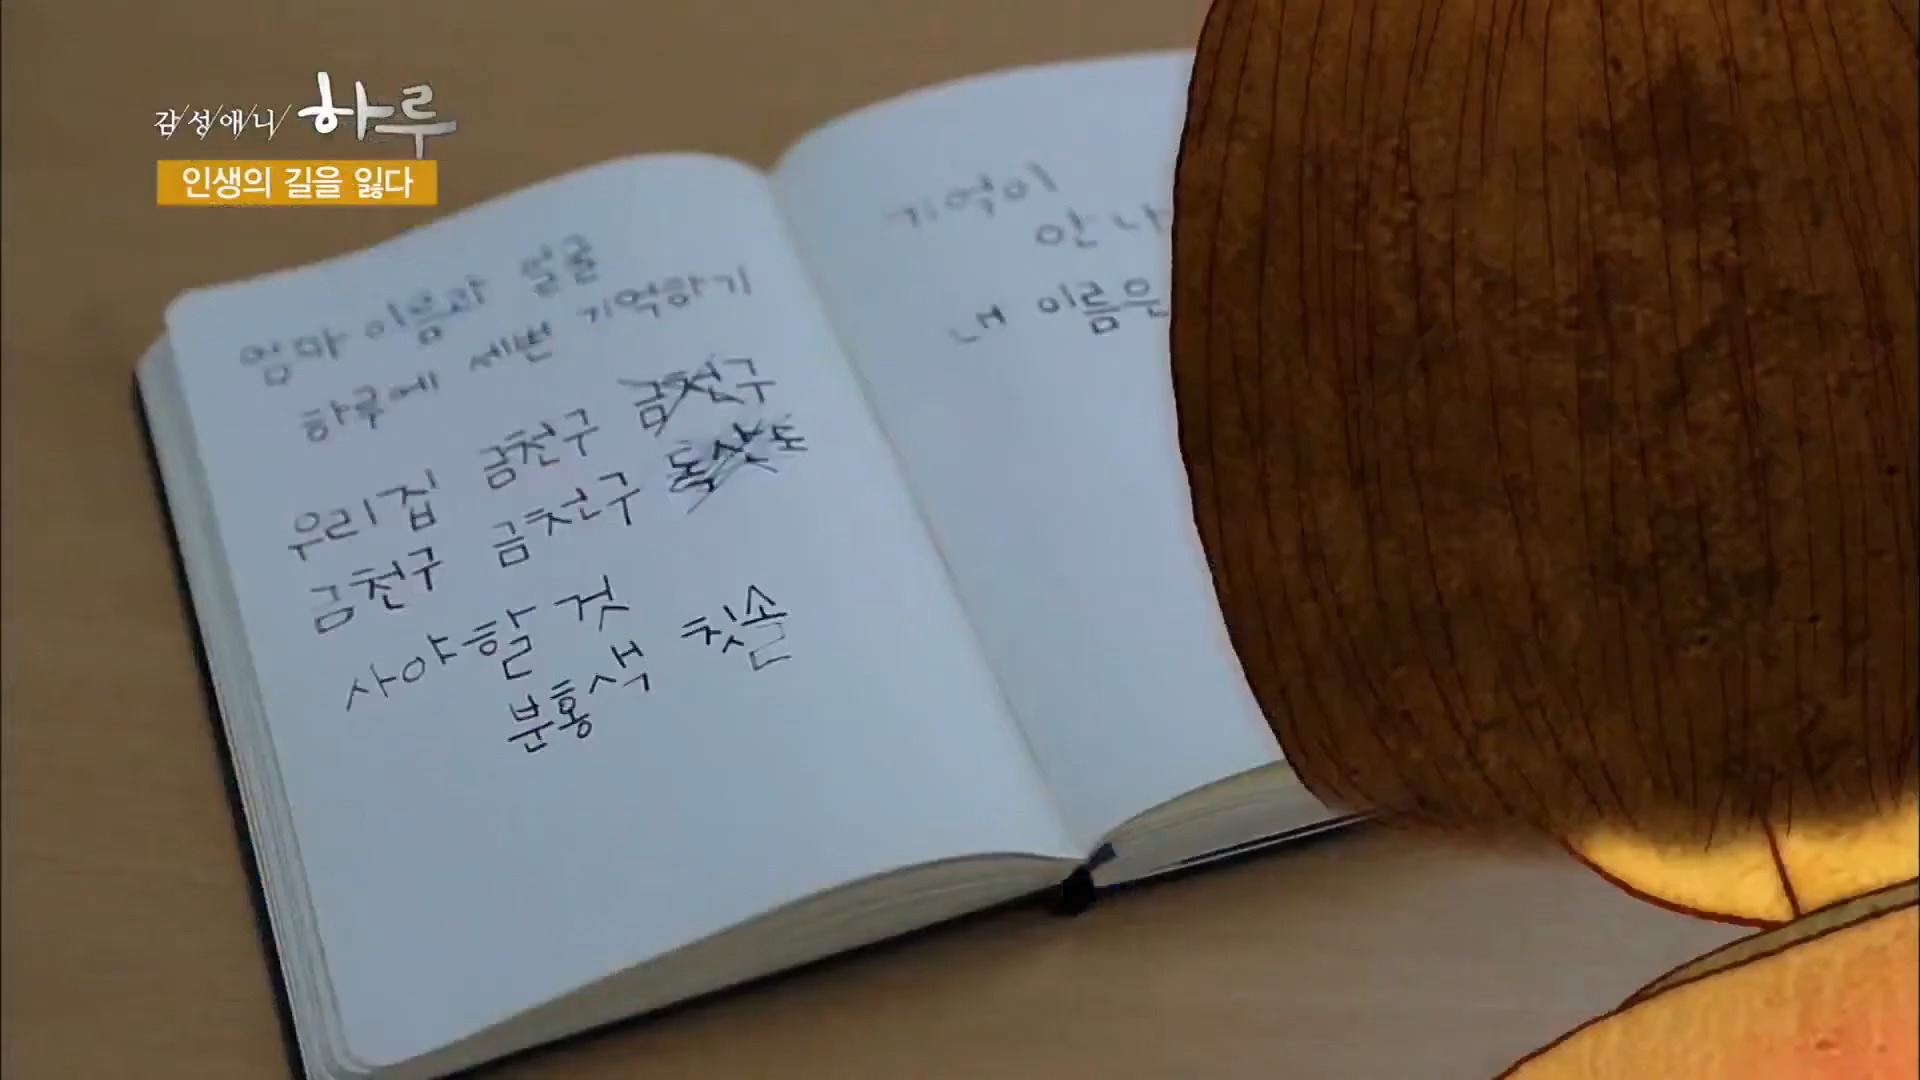 감성애니 하루
인생의 길을 잃다
엄마 이름과 얼굴
하루에 세번 기억하기
우리집 금천구 금천구
금천구 금천구 독산도
사야할 것
분홍색 칫솔
기억이
안나
내 이름은